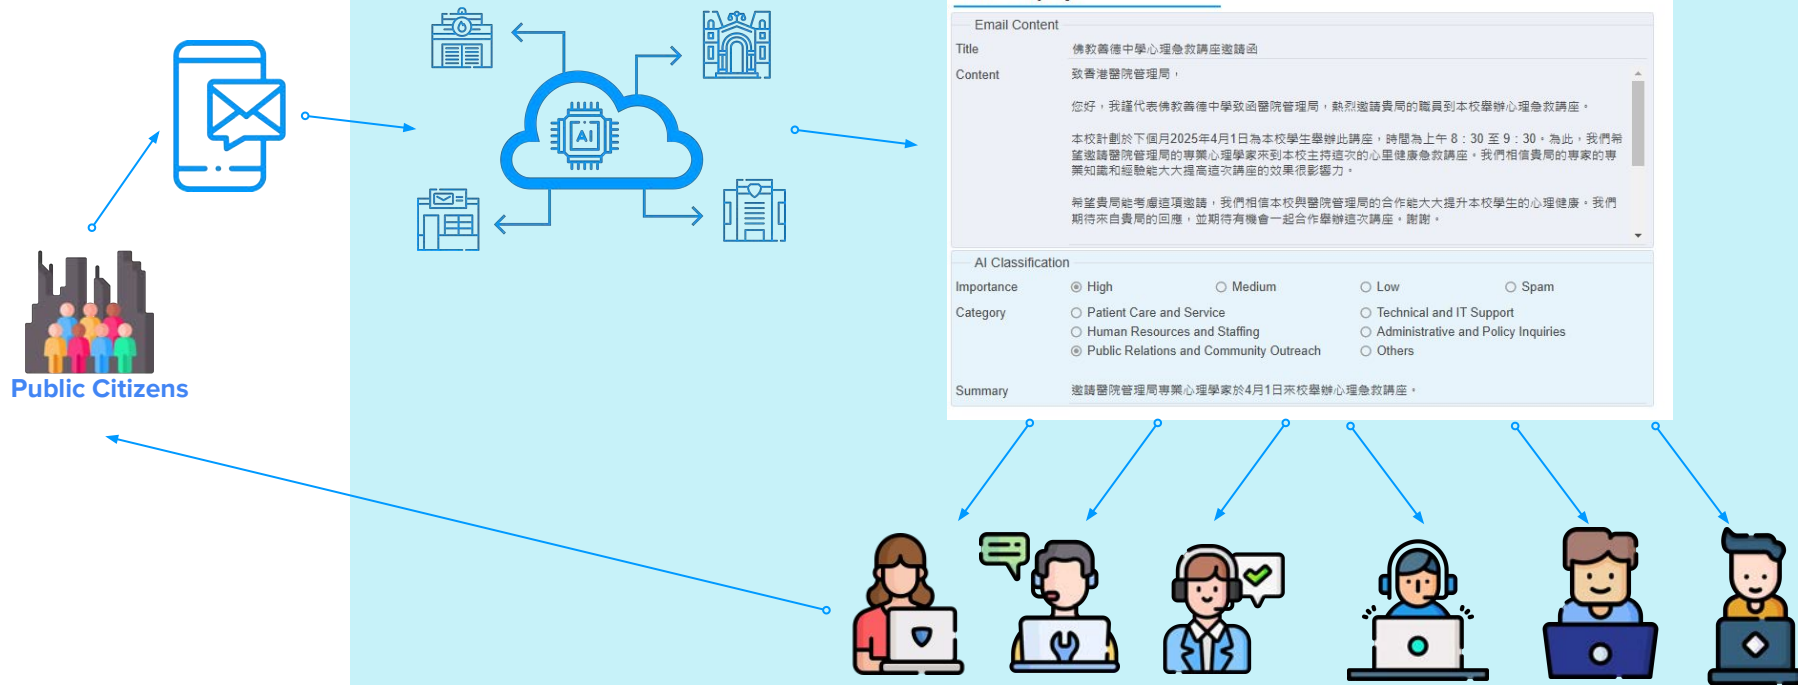 Public Citizens
AI
Email Content
Title 佛教善德中學心理急救講座邀請函
Content 致香港醫院管理局，
您好，我謹代表佛教善德中學致函醫院管理局，熱烈邀請貴局的職員到本校舉辦心理急救講座。
本校計劃於下個月2025年4月1日為本校學生舉辦此講座，時間為上午 8：30 至 9：30。為此，我們希
望邀請醫院管理局的專業心理學家來到本校主持這次的心里健康急救講座。我們相信貴局的專家的專
業知識和經驗能大大提高這次講座的效果很影響力。
希望貴局能考慮這項邀請，我們相信本校與醫院管理局的合作能大大提升本校學生的心理健康。我們
期待來自貴局的回應，並期待有機會一起合作舉辦這次講座。謝謝。
AI Classification
Importance High Medium Low Spam
Category Patient Care and Service Technical and IT Support
Human Resources and Staffing Administrative and Policy Inquiries
Public Relations and Community Outreach Others
Summary 邀請醫院管理局專業心理學家於4月1日來校舉辦心理急救講座。